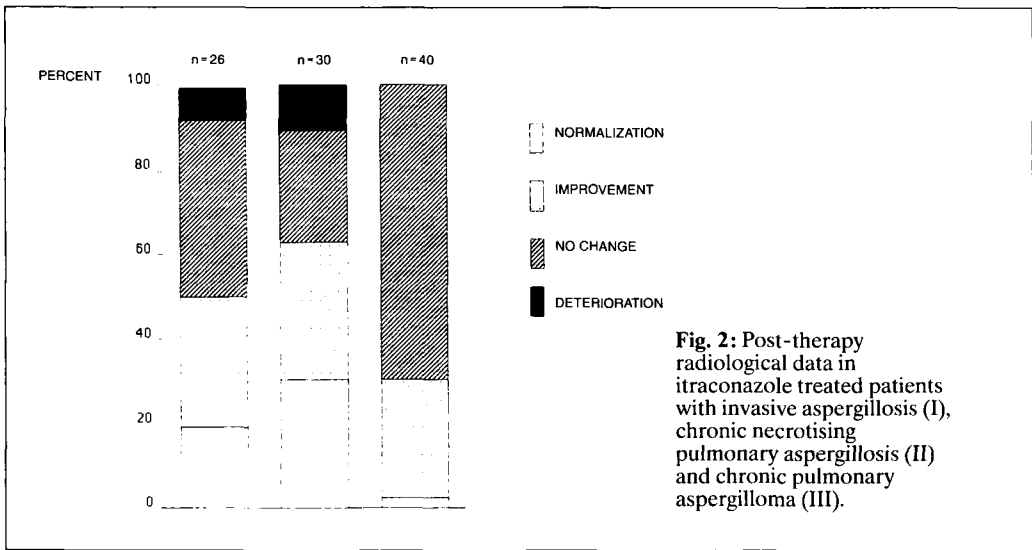 n=26 n=30 n=40
PERCENT 100
80
60
40
20
0
NORMALIZATION
IMPROVEMENT
NO CHANGE
DETERIORATION
Fig. 2: Post-therapy
radiological data in
itraconazole treated patients
with invasive aspergillosis (I),
chronic necrotising
pulmonary aspergillosis (II)
and chronic pulmonary
aspergilloma (III).